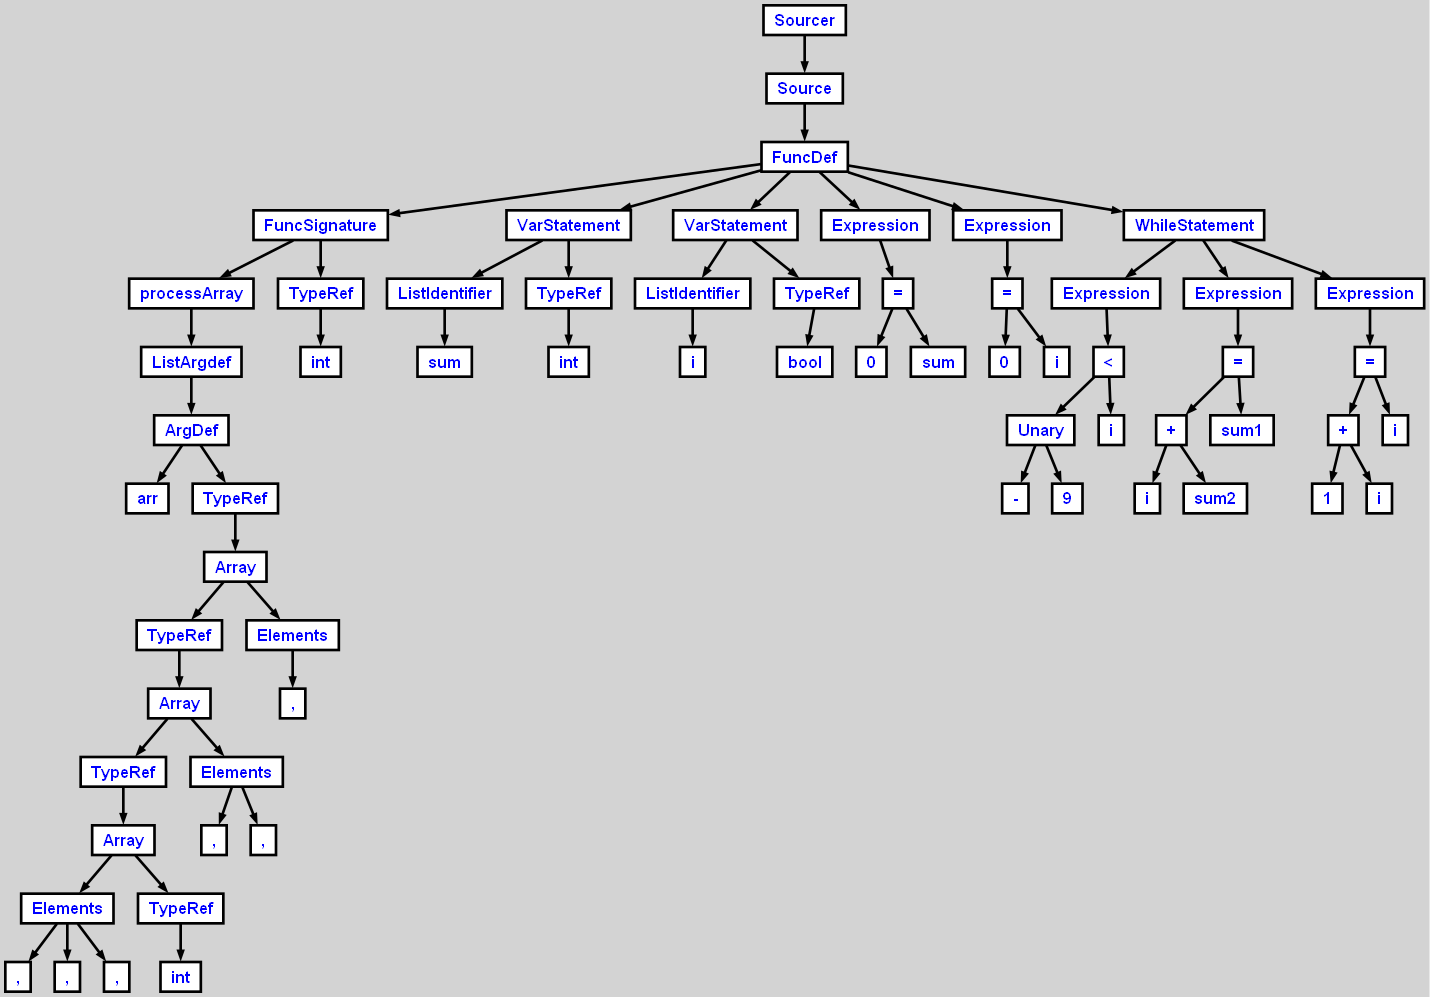 Sourcer
Source
FuncDef
FuncSignature VarStatement VarStatement Expression Expression WhileStatement
processArray TypeRef ListIdentifier TypeRef ListIdentifier TypeRef = = Expression Expression Expression
ListArgdef int sum int i bool 0 sum 0 i < = =
ArgDef Unary i + sum1 + i
arr TypeRef - 9 i sum2 1 i
Array
TypeRef Elements
Array ,
TypeRef Elements
Array , ,
Elements TypeRef
, , , int